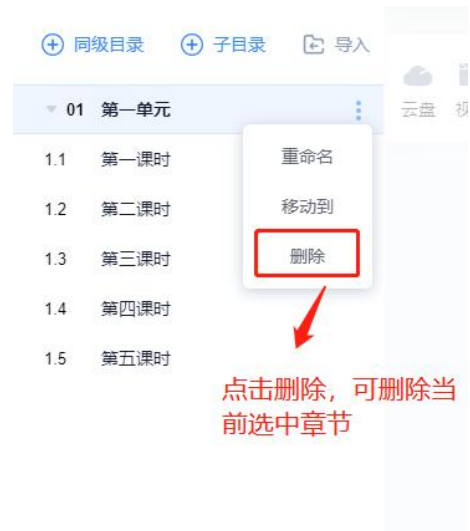 同级目录 子目录 导入
云盘 视
01 第一单元
1.1 第一课时
重命名
1.2 第二课时
移动到
1.3 第三课时
删除
1.4 第四课时
1.5 第五课时
点击删除，可删除当
前选中章节